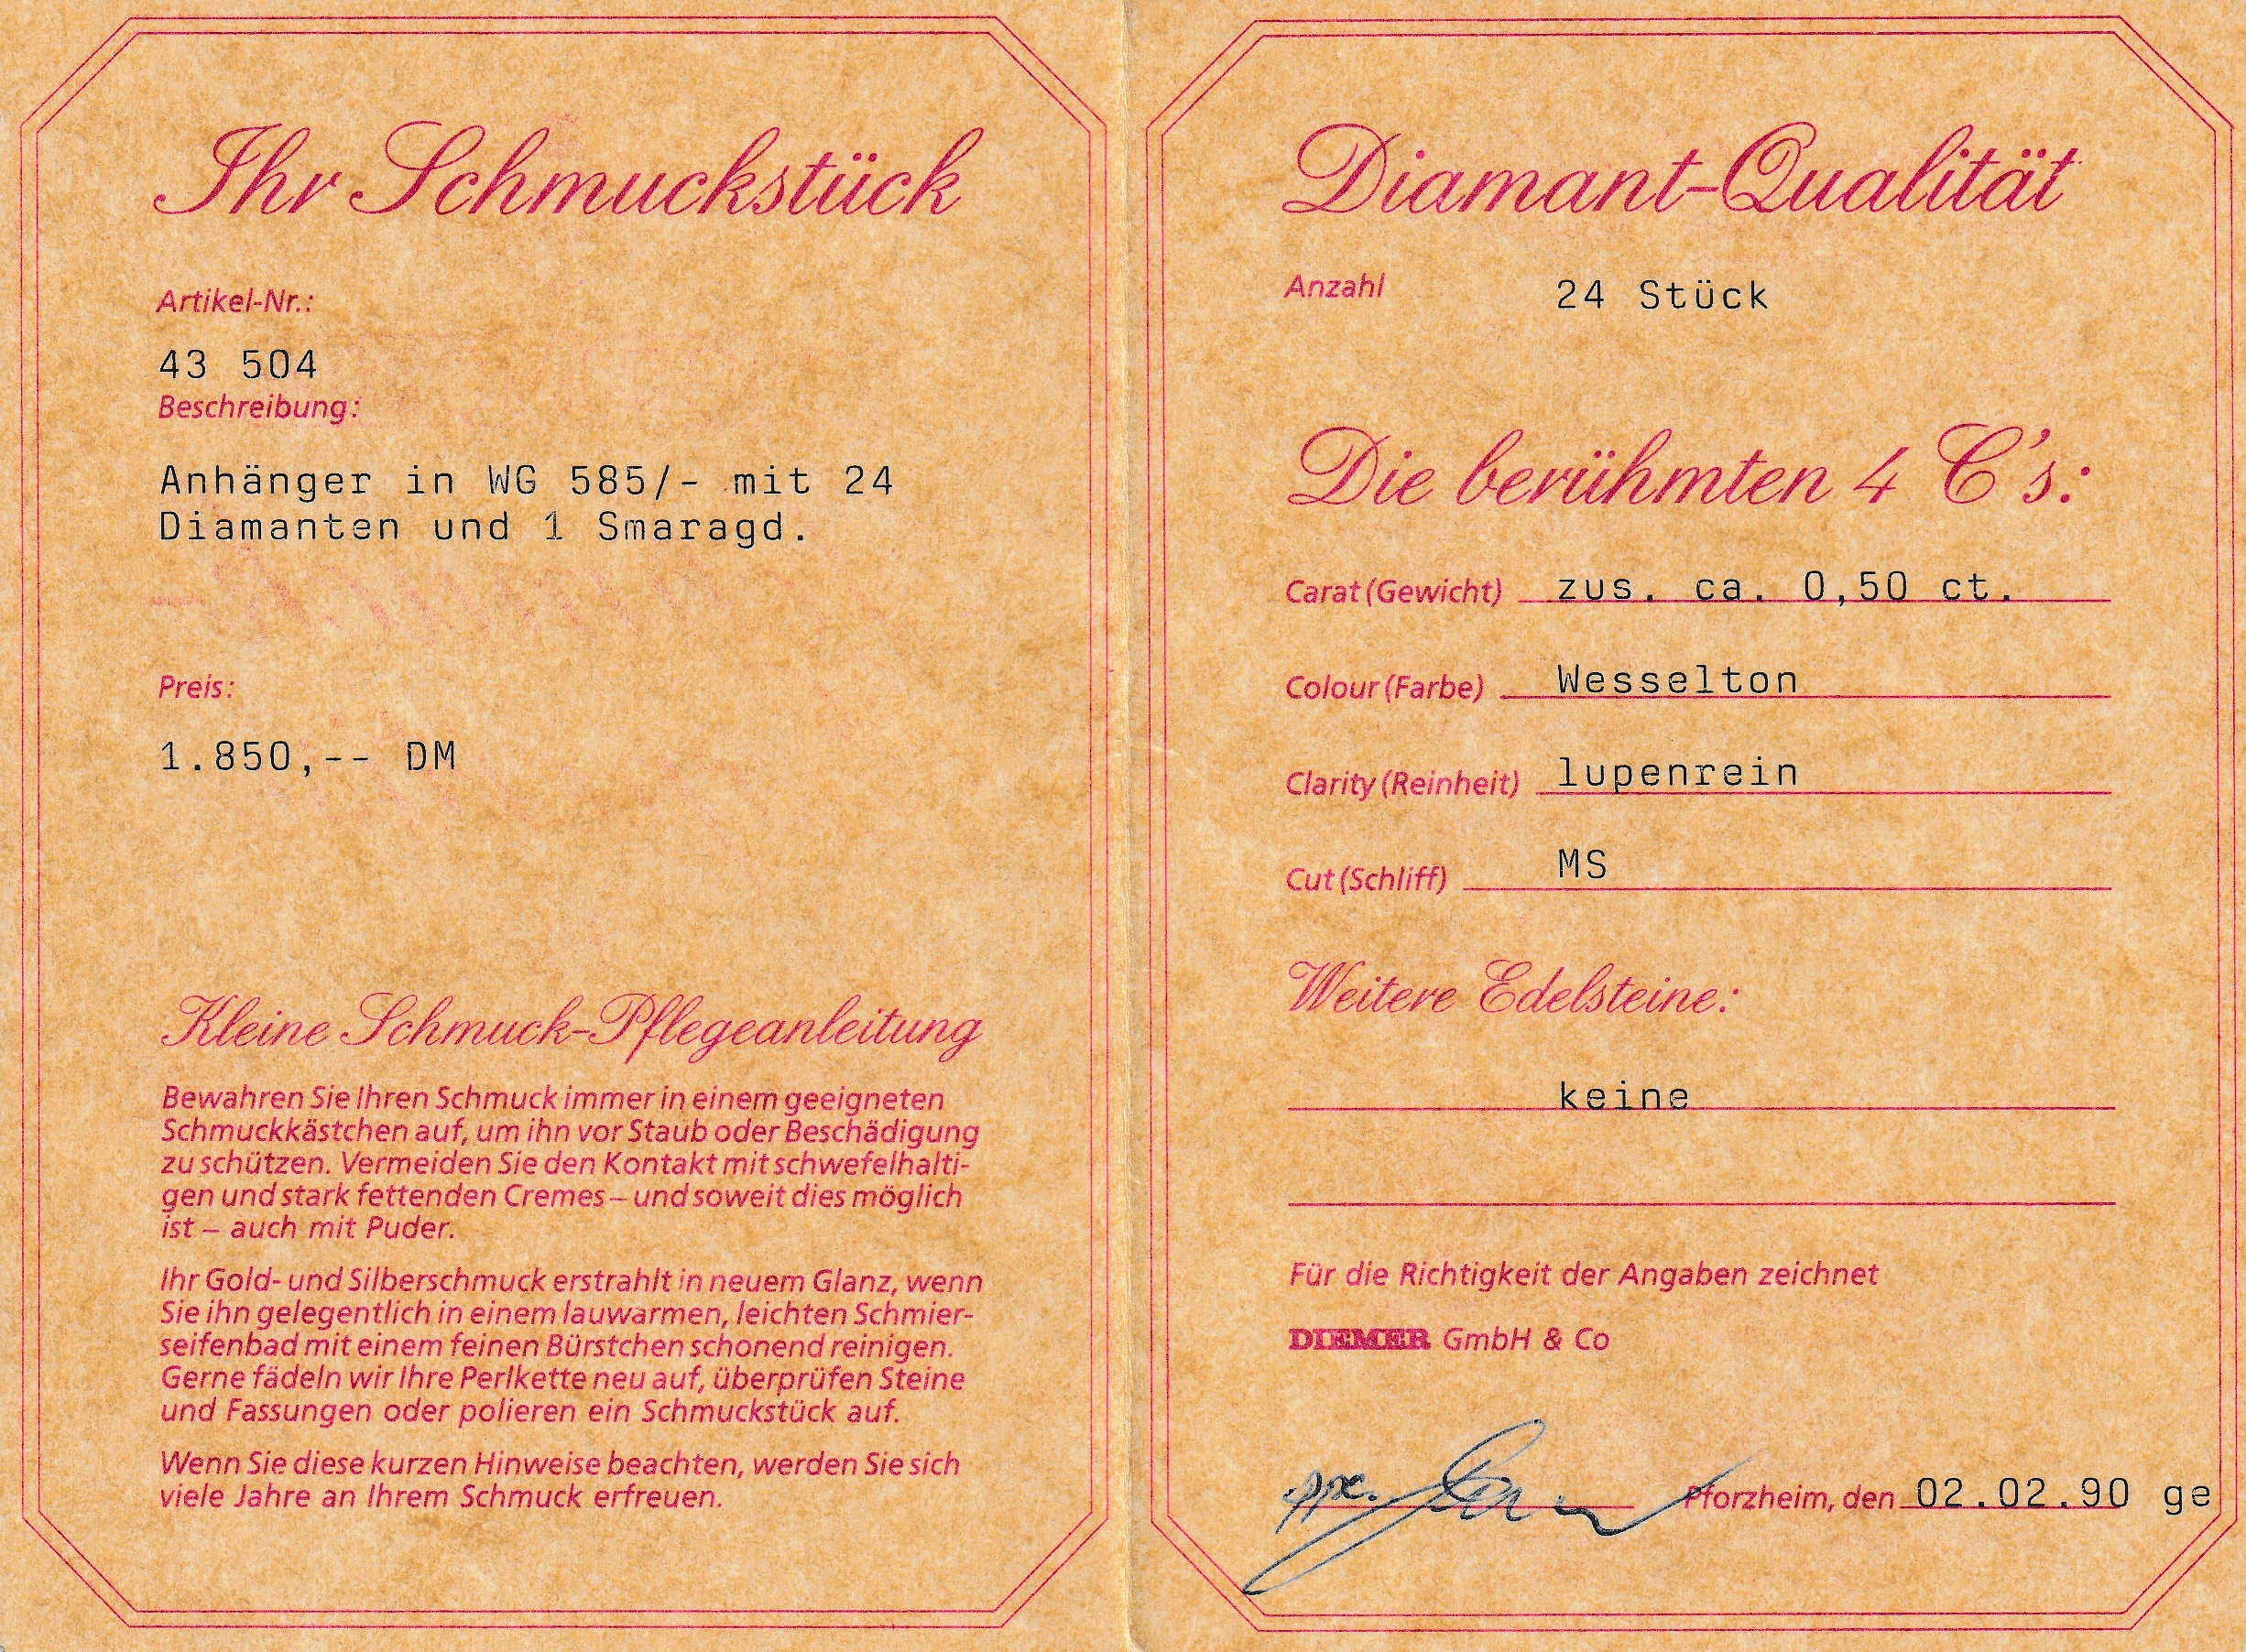 Ihr Schmuckstück
Artikel-Nr.:
43 504
Beschreibung:
Anhänger in WG 585/- mit 24
Diamanten und 1 Smaragd.
Preis:
1.850,-- DM
Kleine Schmuck-Pflegeanleitung
Bewahren Sie Ihren Schmuck immer in einem geeigneten
Schmuckkästchen auf, um ihn vor Staub oder Beschädigung
zu schützen. Vermeiden Sie den Kontakt mit schwefelhalti-
gen und stark fettenden Cremes – und soweit dies möglich
ist – auch mit Puder.
Ihr Gold- und Silberschmuck erstrahlt in neuem Glanz, wenn
Sie ihn gelegentlich in einem lauwarmen, leichten Schmier-
seifenbad mit einem feinen Bürstchen schonend reinigen.
Gerne fädeln wir Ihre Perlkette neu auf, überprüfen Steine
und Fassungen oder polieren ein Schmuckstück auf.
Wenn Sie diese kurzen Hinweise beachten, werden Sie sich
viele Jahre an Ihrem Schmuck erfreuen.
Diamant-Qualität
Anzahl 24 Stück
Die berühmten 4 C's:
Carat (Gewicht) zus. ca. 0,50 ct.
Colour (Farbe) Wesselton
Clarity (Reinheit) lupenrein
Cut (Schliff) MS
Weitere Edelsteine:
keine
Für die Richtigkeit der Angaben zeichnet
DIEMER GmbH & Co
Pforzheim, den 02.02.90 ge